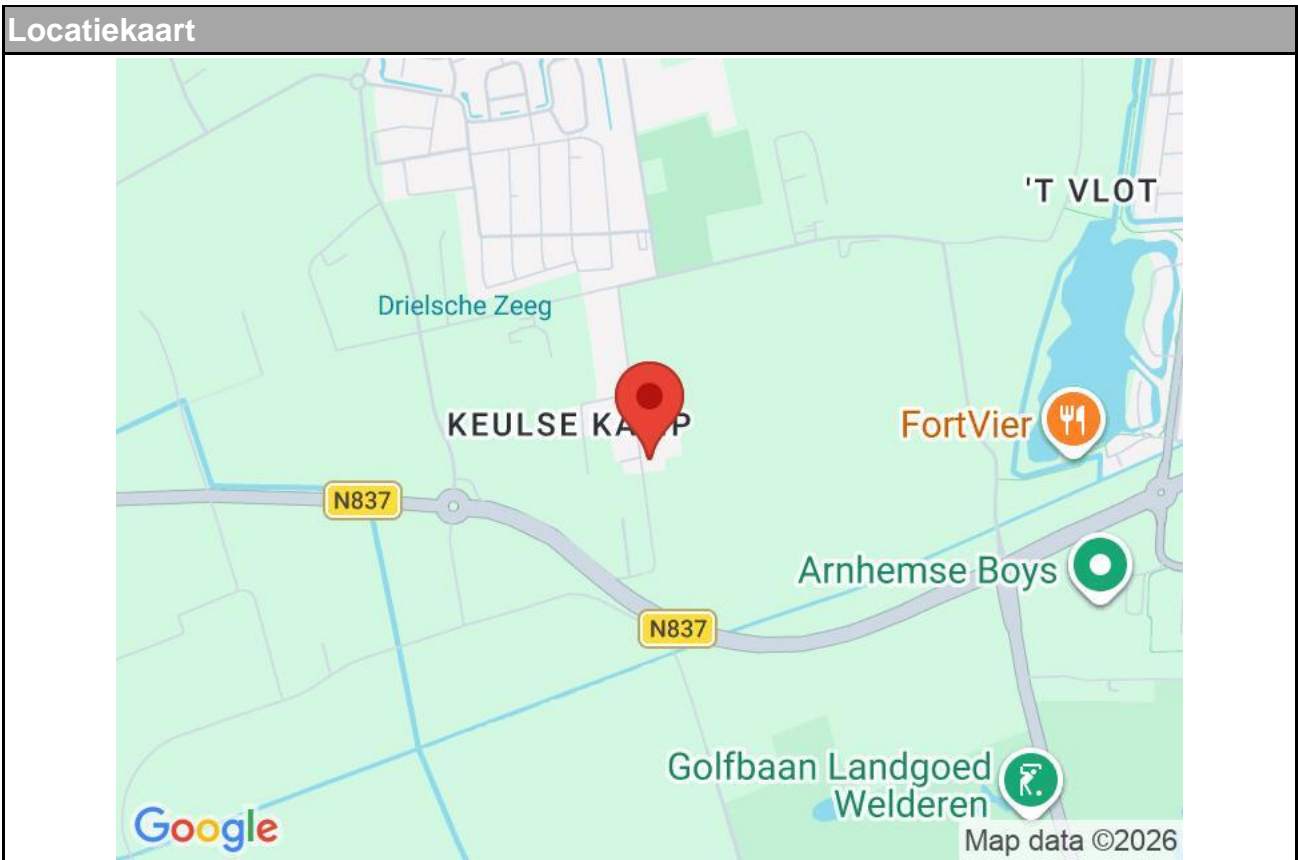 Locatiekaart
'T VLOT
Drielsche Zeeg
KEULSE KA P
FortVier
N837
Arnhemse Boys
N837
Golfbaan Landgoed
Welderen
Google
Map data ©2026